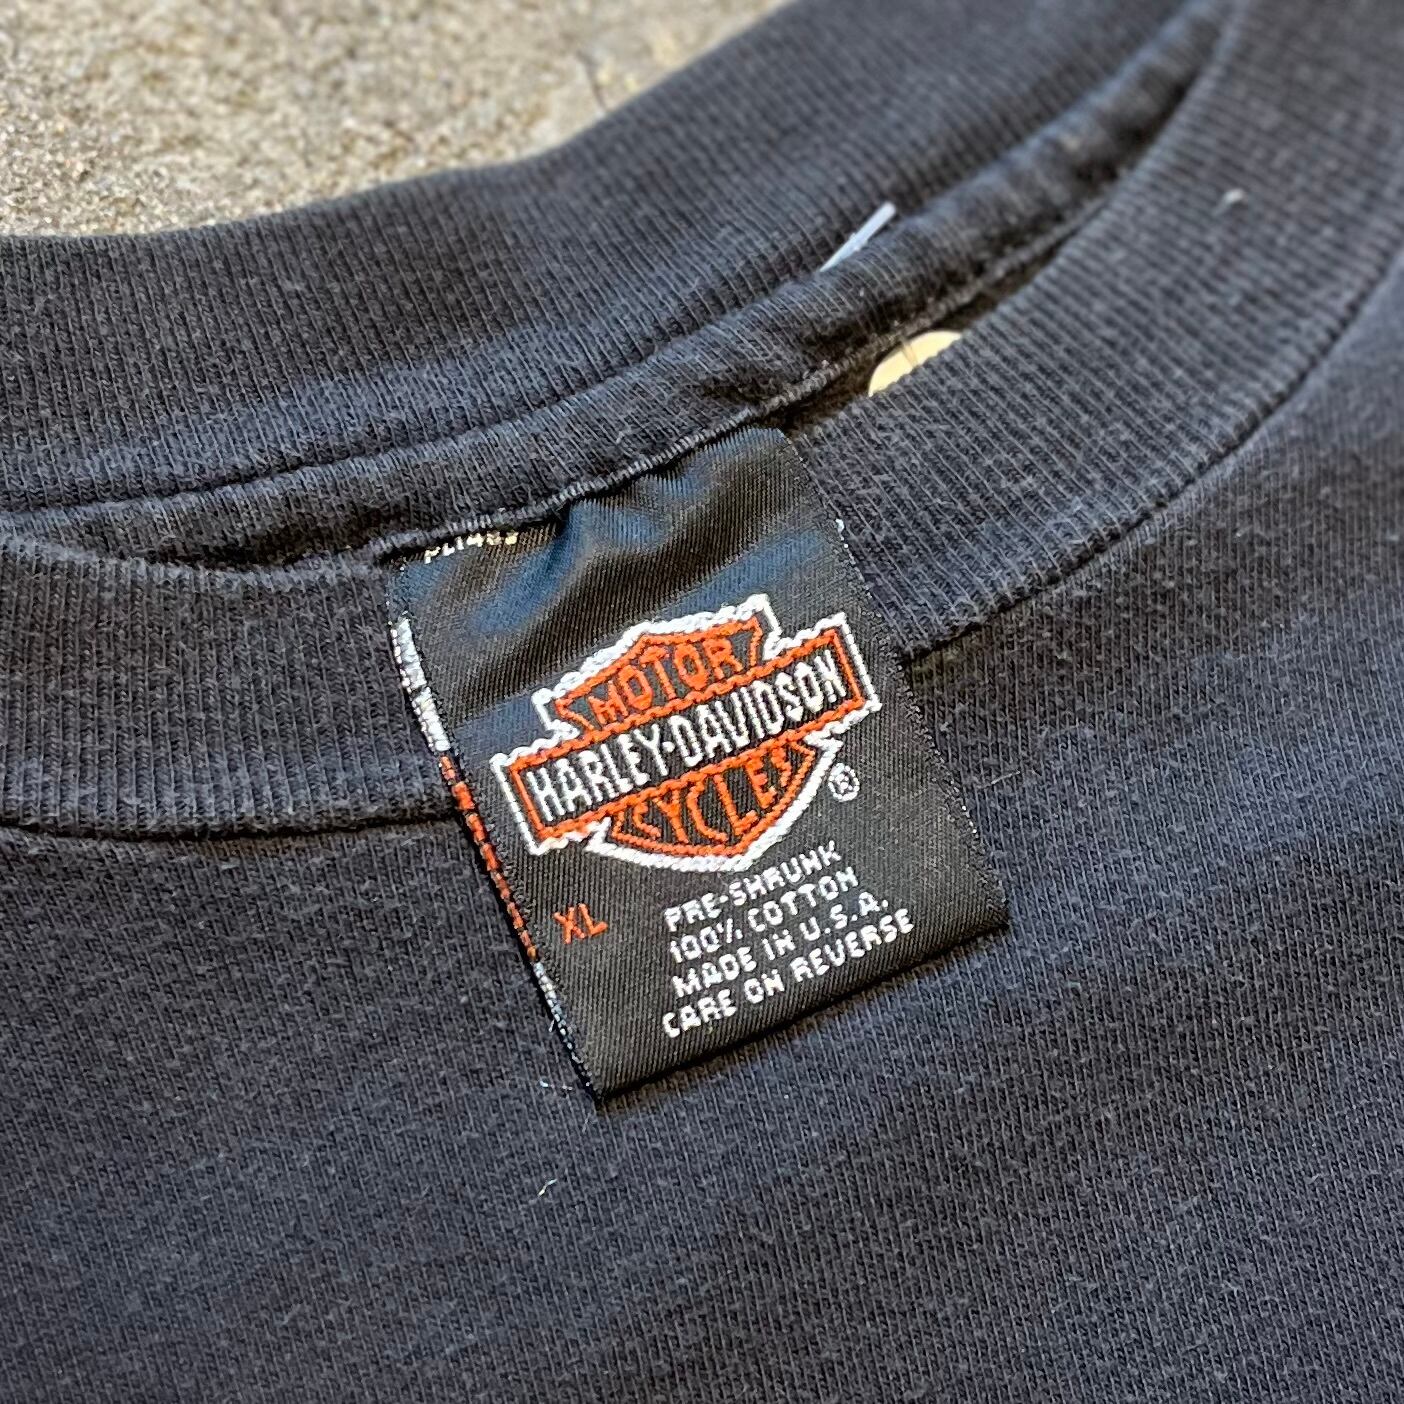 MOTOR
HARLEY-DAVIDSON
CYCLES
®
XL
PRE-SHRUNK
100% COTTON
MADE IN U.S.A.
CARE ON REVERSE